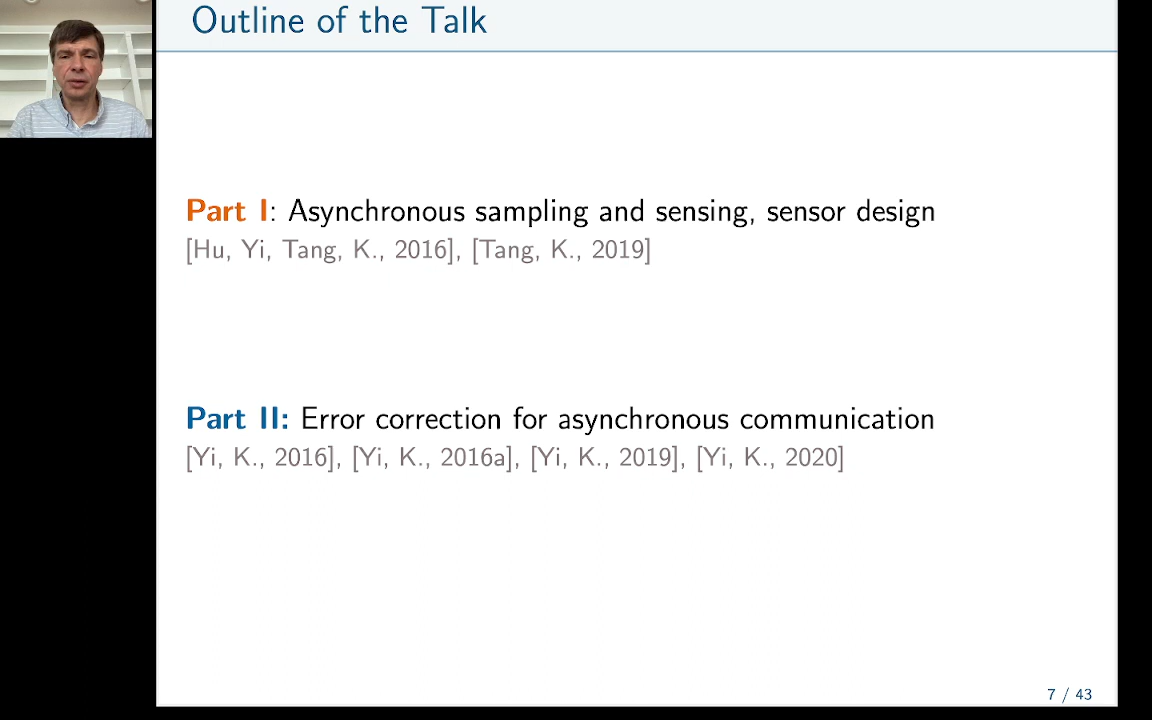 Outline of the Talk
Part I: Asynchronous sampling and sensing, sensor design
[Hu, Yi, Tang, K., 2016], [Tang, K., 2019]
Part II: Error correction for asynchronous communication
[Yi, K., 2016], [Yi, K., 2016a], [Yi, K., 2019], [Yi, K., 2020]
7 / 43